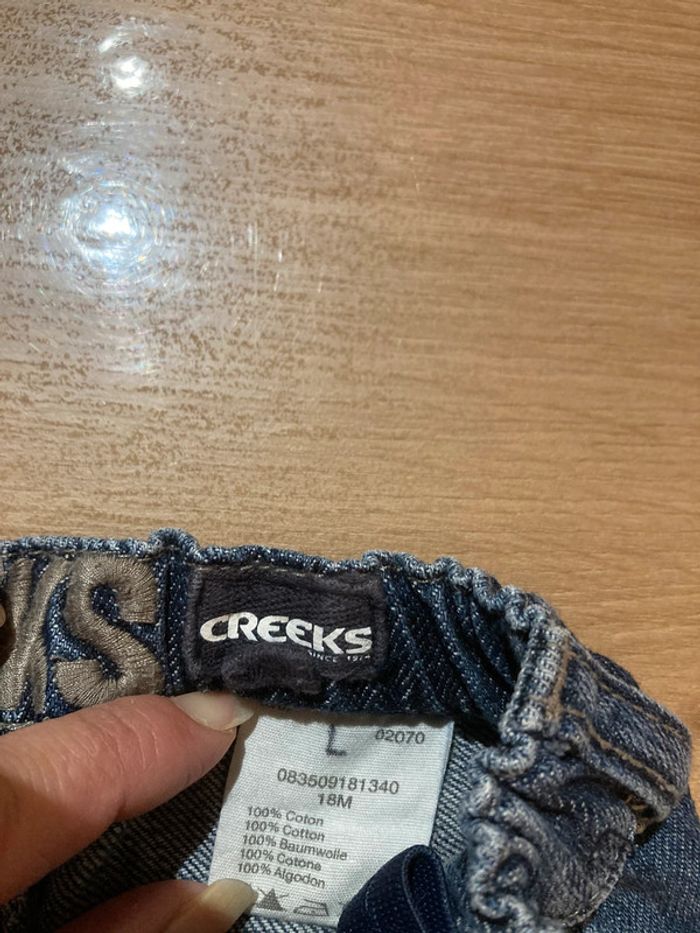 CREEKS
SINCE 1974
L
02070
083509181340
18M
100% Coton
100% Cotton
100% Baumwolle
100% Cotone
100% Algodon